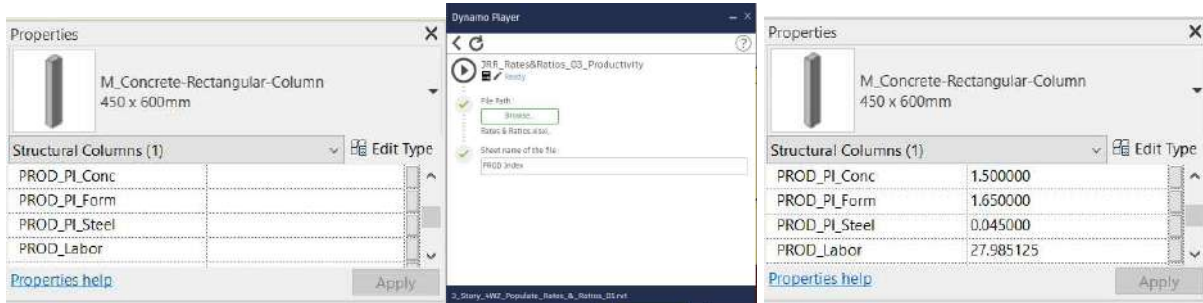 Properties
M_Concrete-Rectangular-Column
450 x 600mm
Structural Columns (1)
Edit Type
PROD_PI_Conc
PROD_PI_Form
PROD_PI_Steel
PROD_Labor
Properties help
Apply
Dynamo Player
JRR_Rates&Ratios_03_Productivity
Ready
File Path
Browse...
Rates & Ratios.xlsx
Sheet name of the file
PROD Index
Properties
M_Concrete-Rectangular-Column
450 x 600mm
Structural Columns (1)
Edit Type
PROD_PI_Conc 1.500000
PROD_PI_Form 1.650000
PROD_PI_Steel 0.045000
PROD_Labor 27.985125
Properties help
Apply